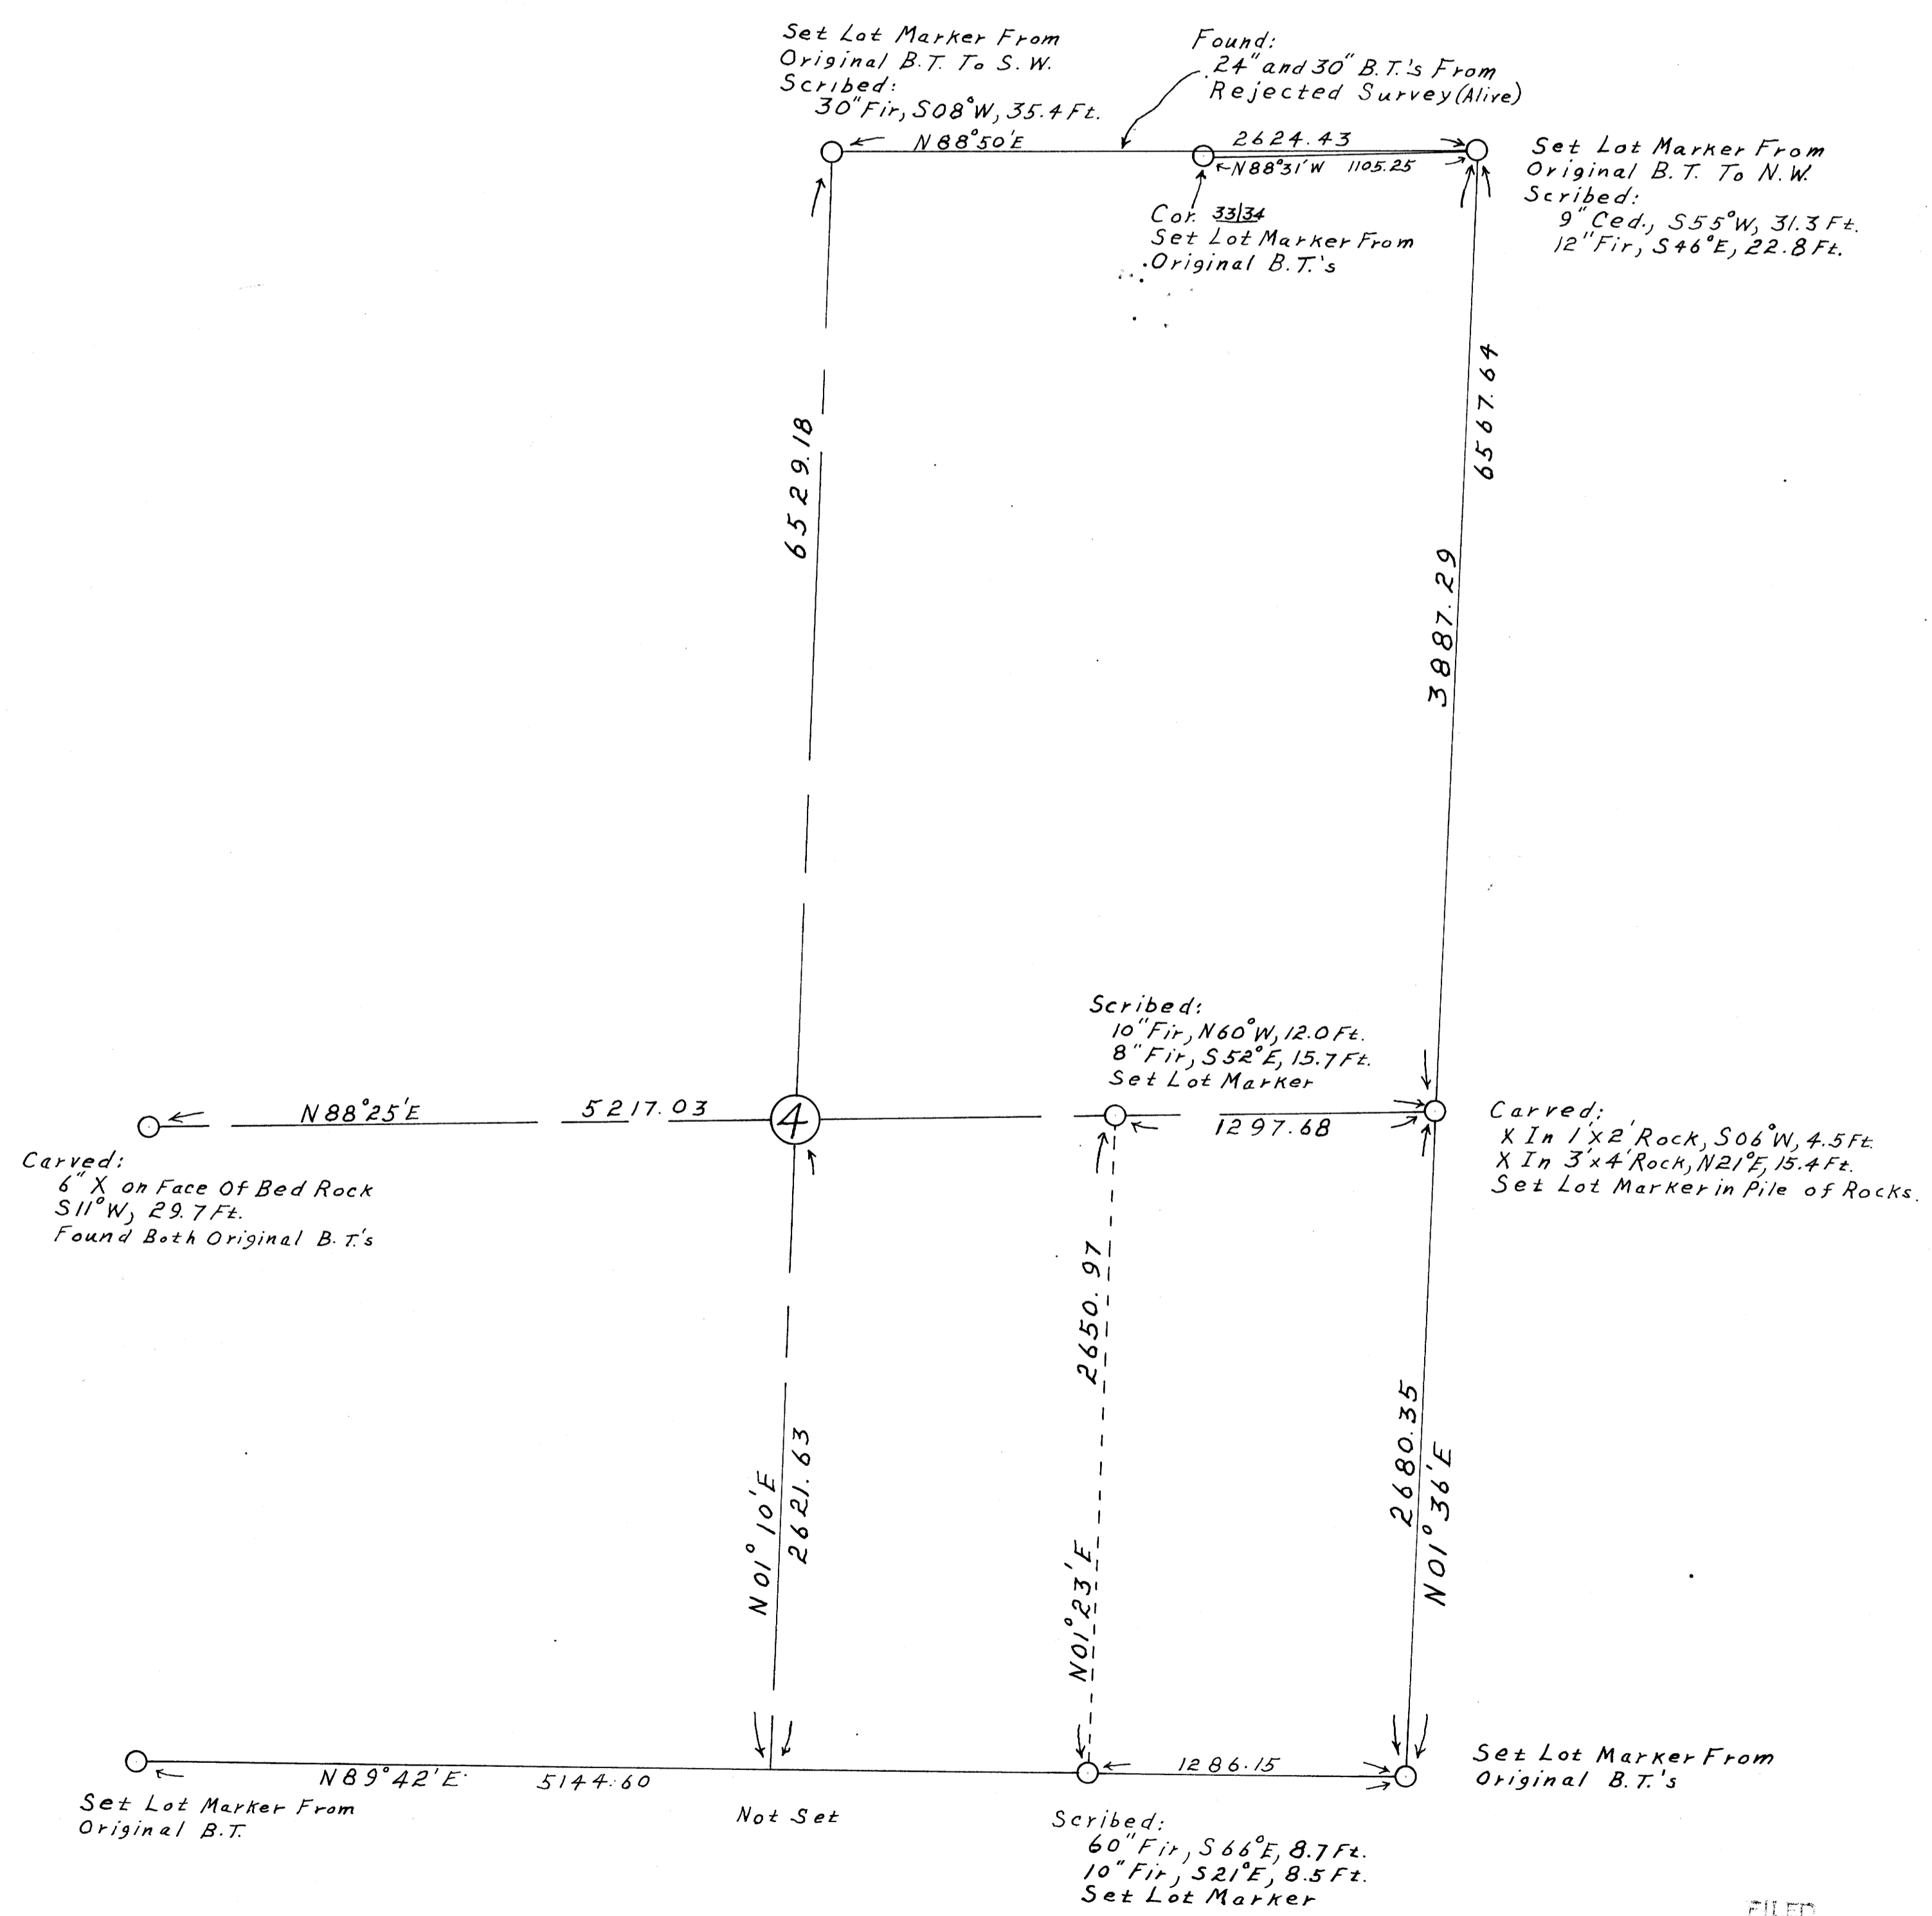 Set Lot Marker From
Original B.T. To S.W.
Scribed:
30" Fir, S08°W, 35.4 Ft.
Found:
24" and 30" B.T.'s From
Rejected Survey (Alive)
N88°50'E
2624.43
N88°31'W 1105.25
Set Lot Marker From
Original B.T. To N.W.
Scribed:
9" Ced., S55°W, 31.3 Ft.
12" Fir, S46°E, 22.8 Ft.
Cor. 33|34
Set Lot Marker From
Original B.T.'s
6529.18
6567.64
3887.29
Scribed:
10" Fir, N60°W, 12.0 Ft.
8" Fir, S52°E, 15.7 Ft.
Set Lot Marker
N88°25'E
5217.03
4
1297.68
Carved:
X In 1'x2' Rock, S06°W, 4.5 Ft.
X In 3'x4' Rock, N21°E, 15.4 Ft.
Set Lot Marker in Pile of Rocks.
Carved:
6" X on Face Of Bed Rock
S11°W, 29.7 Ft.
Found Both Original B.T.'s
N01°10'E
2621.63
N01°23'E
2650.97
2680.35
N01°36'E
N89°42'E
5144.60
1286.15
Set Lot Marker From
Original B.T.
Not Set
Scribed:
60" Fir, S66°E, 8.7 Ft.
10" Fir, S21°E, 8.5 Ft.
Set Lot Marker
Set Lot Marker From
Original B.T.'s
FILED